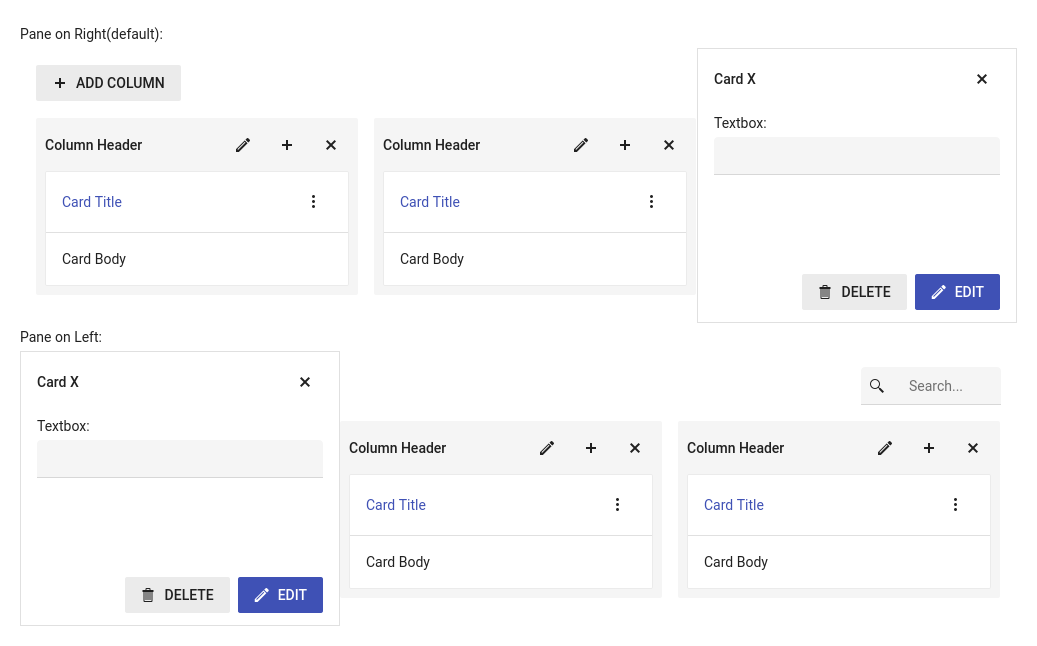 Pane on Right(default):
ADD COLUMN
Card X
Textbox:
Column Header
Column Header
Card Title
Card Title
Card Body
Card Body
DELETE
EDIT
Pane on Left:
Card X
Search...
Textbox:
Column Header
Column Header
Card Title
Card Title
Card Body
Card Body
DELETE
EDIT